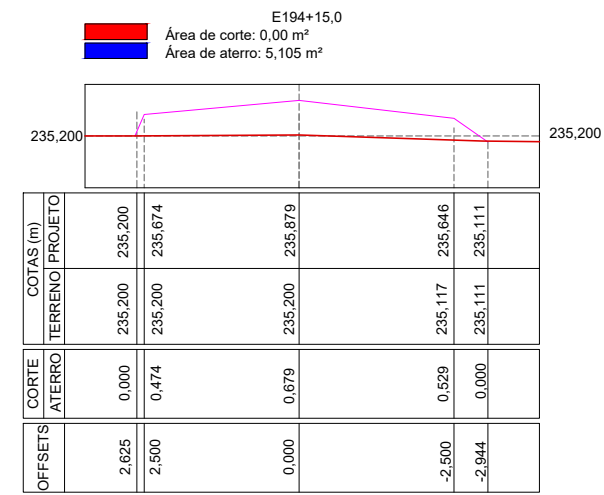 E194+15,0
Área de corte: 0,00 m²
Área de aterro: 5,105 m²
235,200
235,200
COTAS (m)
PROJETO
235,200
235,674
235,879
235,646
235,111
TERRENO
235,200
235,200
235,200
235,117
235,111
CORTE
ATERRO
0,000
0,474
0,679
0,529
0,000
OFFSETS
2,625
2,500
0,000
-2,500
-2,944